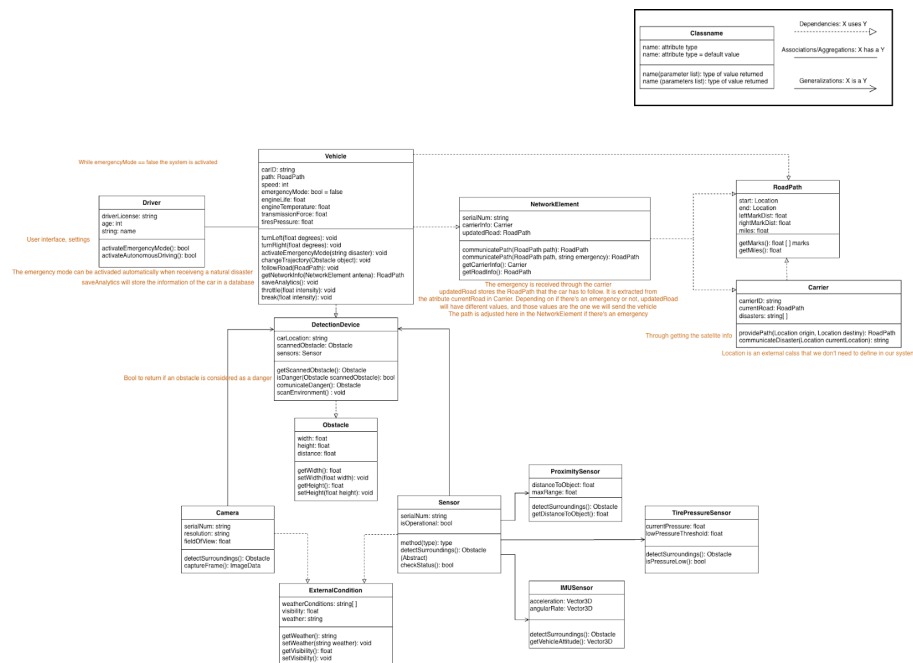 Classname
name: attribute type
name: attribute type = default value
name(parameter list): type of value returned
name (parameters list): type of value returned
Dependencies: X uses Y
Associations/Aggregations: X has a Y
Generalizations: X is a Y
While emergencyMode == false the system is activated
Vehicle
carID: string
path: RoadPath
speed: int
emergencyMode: bool = false
engineLife: float
engineTemperature: float
transmissionForce: float
tiresPressure: float
turnLeft(float degrees): void
turnRight(float degrees): void
activateEmergencyMode(string disaster): void
changeTrajectory(Obstacle object): void
followRoad(RoadPath): void
getNetworkInfo(NetworkElement antena): RoadPath
saveAnalytics(): void
throttle(float intensity): void
break(float intensity): void
Driver
driverLicense: string
age: int
string: name
activateEmergencyMode(): bool
activateAutonomousDriving(): bool
User interface, settings
The emergency mode can be activaded automatically when receiveng a natural disaster
saveAnalytics will store the information of the car in a database
NetworkElement
serialNum: string
carrierInfo: Carrier
updatedRoad: RoadPath
communicatePath(RoadPath path): RoadPath
communicatePath(RoadPath path, string emergency): RoadPath
getCarrierInfo(): Carrier
getRoadInfo(): RoadPath
The emergency is received through the carrier
updatedRoad stores the RoadPath that the car has to follow. It is extracted from
the atribute currentRoad in Carrier. Depending on if there's an emergency or not, updatedRoad
will have different values, and those values are the one we will send the vehicle
The path is adjusted here in the NetworkElement if there's an emergency
RoadPath
start: Location
end: Location
leftMarkDist: float
rightMarkDist: float
miles: float
getMarks(): float [ ] marks
getMiles(): float
Carrier
carrierID: string
currentRoad: RoadPath
disasters: string[ ]
providePath(Location origin, Location destiny): RoadPath
communicateDisaster(Location currentLocation): string
Through getting the satellite info
Location is an external calss that we don't need to define in our system
DetectionDevice
carLocation: string
scannedObstacle: Obstacle
sensors: Sensor
getScannedObstacle(): Obstacle
isDanger(Obstacle scannedObstacle): bool
comunicateDanger(): Obstacle
scanEnvironment() : void
Bool to return if an obstacle is considered as a danger
Obstacle
width: float
height: float
distance: float
getWidth(): float
setWidth(float width): void
getHeight(): float
setHeight(float height): void
Camera
serialNum: string
resolution: string
fieldOfView: float
detectSurroundings(): Obstacle
captureFrame(): ImageData
Sensor
serialNum: string
isOperational: bool
method(type): type
detectSurroundings(): Obstacle
(Abstract)
checkStatus(): bool
ProximitySensor
distanceToObject: float
maxRange: float
detectSurroundings(): Obstacle
getDistanceToObject(): float
TirePressureSensor
currentPressure: float
lowPressureThreshold: float
detectSurroundings(): Obstacle
isPressureLow(): bool
IMUSensor
acceleration: Vector3D
angularRate: Vector3D
detectSurroundings(): Obstacle
getVehicleAttitude(): Vector3D
ExternalCondition
weatherConditions: string[ ]
visibility: float
weather: string
getWeather(): string
setWeather(string weather): void
getVisibility(): float
setVisibility(): void